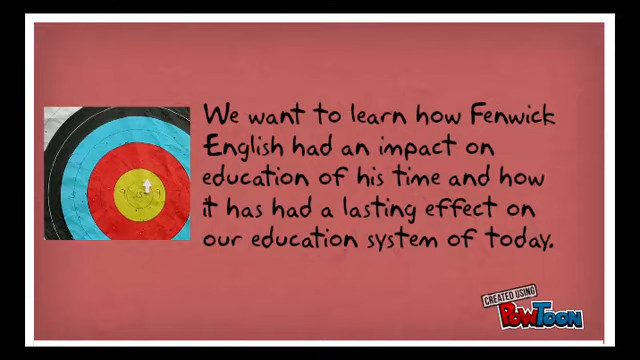 We want to learn how Fenwick
English had an impact on
education of his time and how
it has had a lasting effect on
our education system of today.
CREATED USING
POWTOON